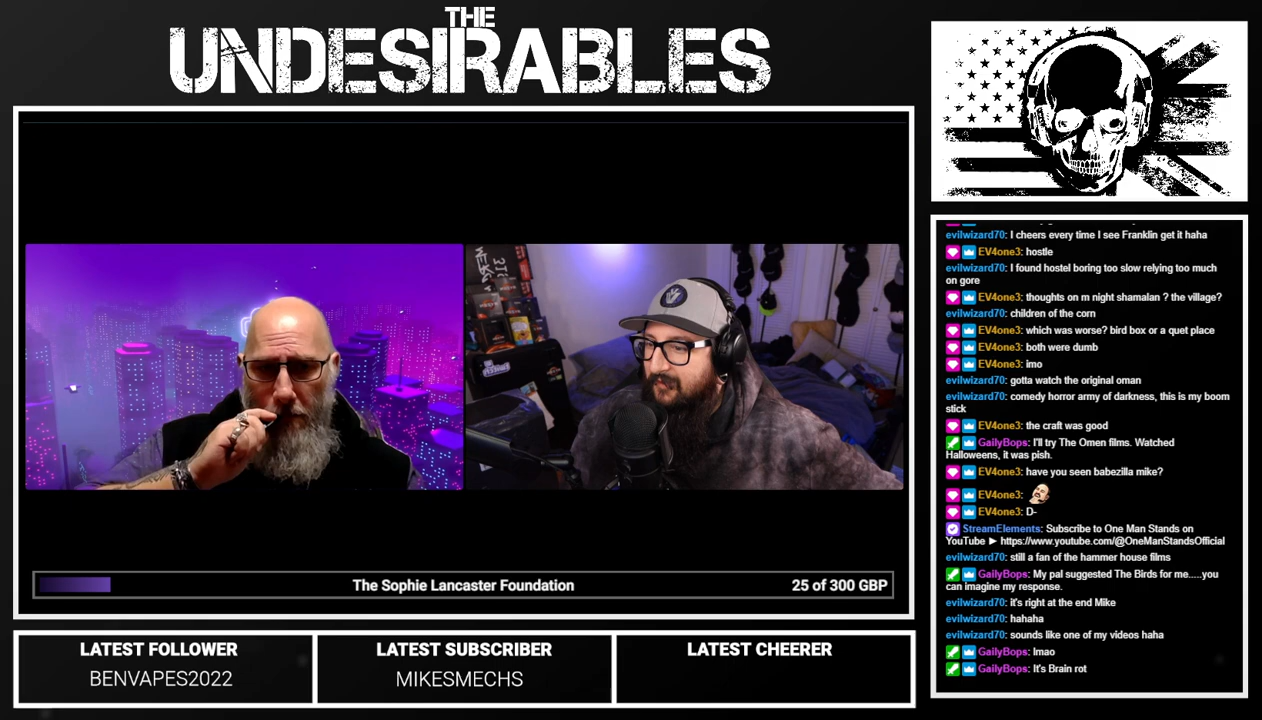 THE
UNDESIRABLES
evilwizard70: I cheers every time I see Franklin get it haha
EV4one3: hostle
evilwizard70: I found hostel boring too slow relying too much
on gore
EV4one3: thoughts on m night shamalan ? the village?
evilwizard70: children of the corn
EV4one3: which was worse? bird box or a quet place
EV4one3: both were dumb
EV4one3: imo
evilwizard70: gotta watch the original oman
evilwizard70: comedy horror army of darkness, this is my boom
stick
EV4one3: the craft was good
GailyBops: I'll try The Omen films. Watched
Halloweens, it was pish.
EV4one3: have you seen babezilla mike?
EV4one3:
EV4one3: D-
StreamElements: Subscribe to One Man Stands on
YouTube ► https://www.youtube.com/@OneManStandsOfficial
evilwizard70: still a fan of the hammer house films
GailyBops: My pal suggested The Birds for me.....you
can imagine my response.
evilwizard70: it's right at the end Mike
evilwizard70: hahaha
evilwizard70: sounds like one of my videos haha
GailyBops: lmao
GailyBops: It's Brain rot
The Sophie Lancaster Foundation
25 of 300 GBP
LATEST FOLLOWER
BENVAPES2022
LATEST SUBSCRIBER
MIKESMECHS
LATEST CHEERER